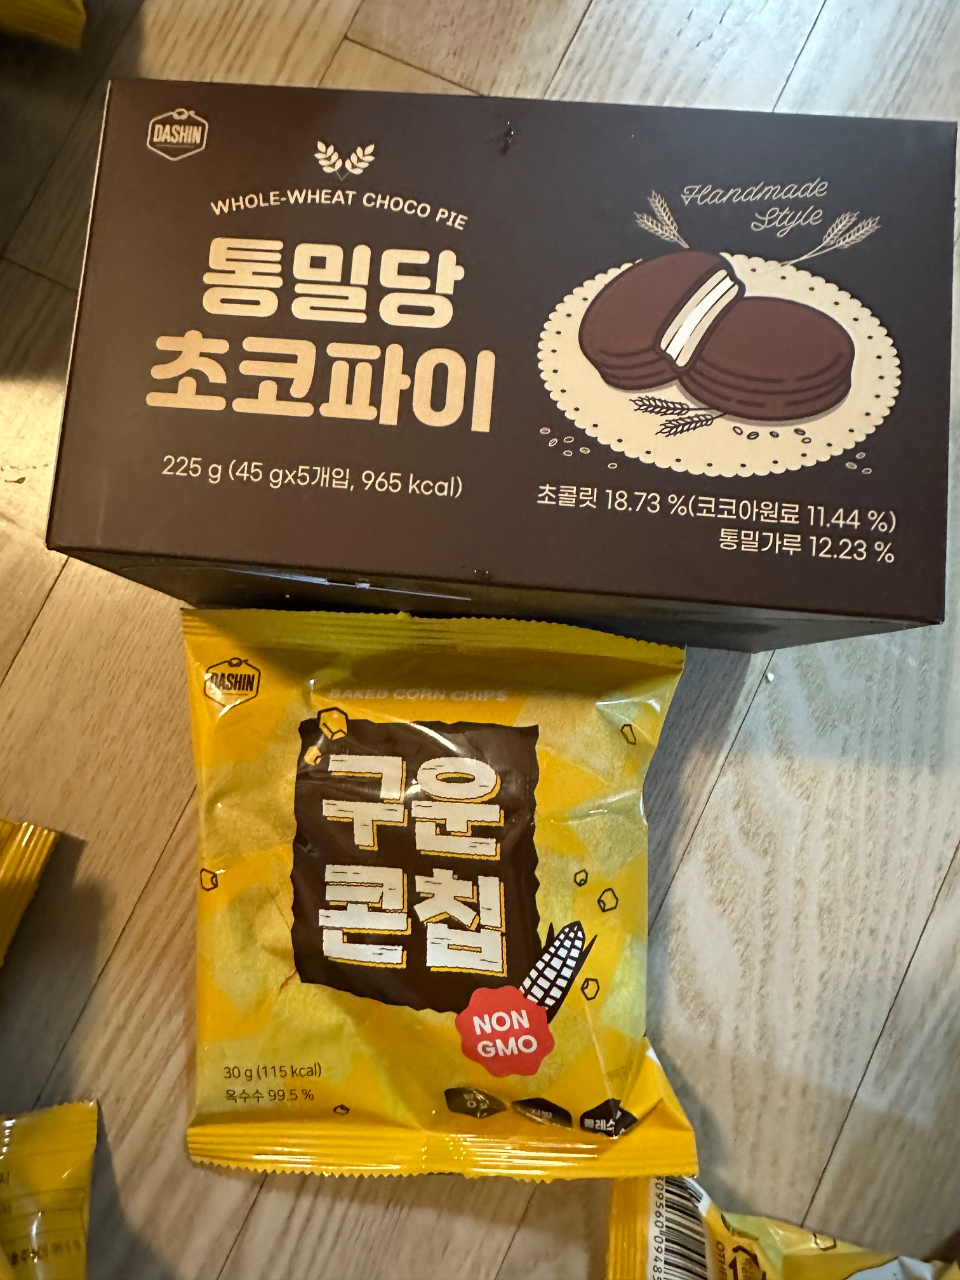 DASHIN
WHOLE-WHEAT CHOCO PIE
통밀당
초코파이
225 g (45 gx5개입, 965 kcal)
Handmade
Style
초콜릿 18.73 %(코코아원료 11.44 %)
통밀가루 12.23 %
DASHIN
BAKED CORN CHIPS
구운
콘칩
NON
GMO
30 g (115 kcal)
옥수수 99.5 %